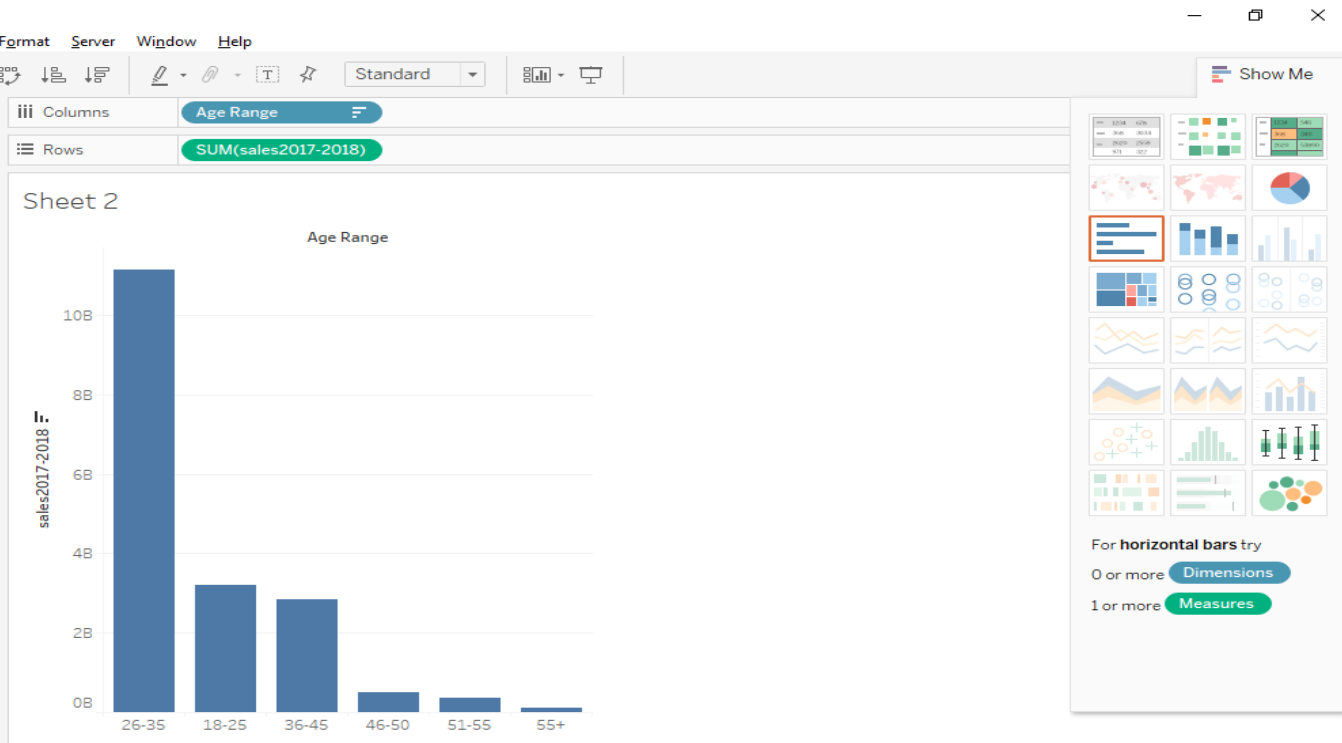 Format Server Window Help
Standard
Show Me
Columns
Age Range
Rows
SUM(sales2017-2018)
Sheet 2
Age Range
sales2017-2018
10B
8B
6B
4B
2B
0B
26-35 18-25 36-45 46-50 51-55 55+
For horizontal bars try
0 or more Dimensions
1 or more Measures